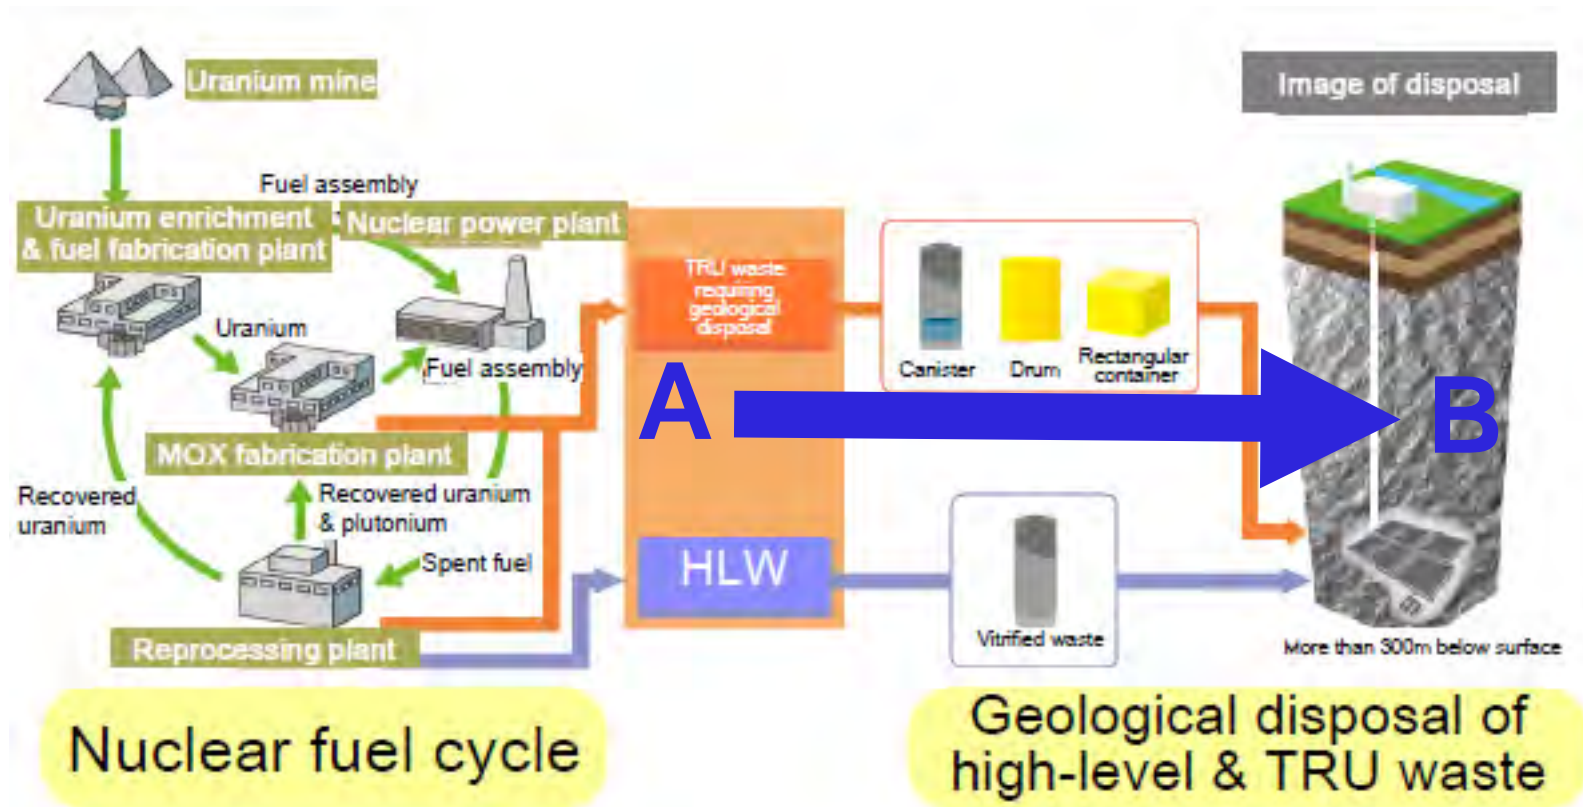 Uranium mine
Image of disposal
Fuel assembly
Uranium enrichment
& fuel fabrication plant
Nuclear power plant
TRU waste
requiring
geological
disposal
Uranium
Fuel assembly
Canister
Drum
Rectangular
container
A
B
MOX fabrication plant
Recovered
uranium
Recovered uranium
& plutonium
Spent fuel
HLW
Vitrified waste
Reprocessing plant
More than 300m below surface
Nuclear fuel cycle
Geological disposal of
high-level & TRU waste